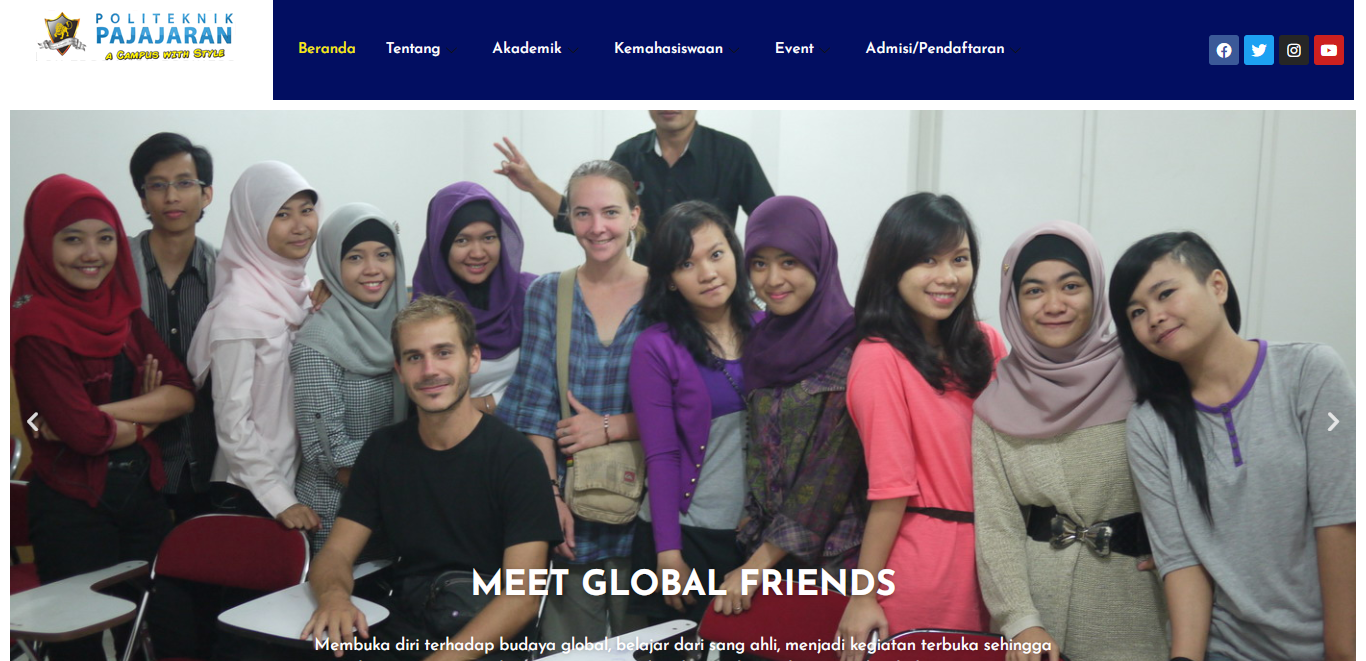 POLITEKNIK
PAJAJARAN
A CAMPUS WITH STYLE
Beranda Tentang Akademik Kemahasiswaan Event Admisi/Pendaftaran
MEET GLOBAL FRIENDS
Membuka diri terhadap budaya global, belajar dari sang ahli, menjadi kegiatan terbuka sehingga